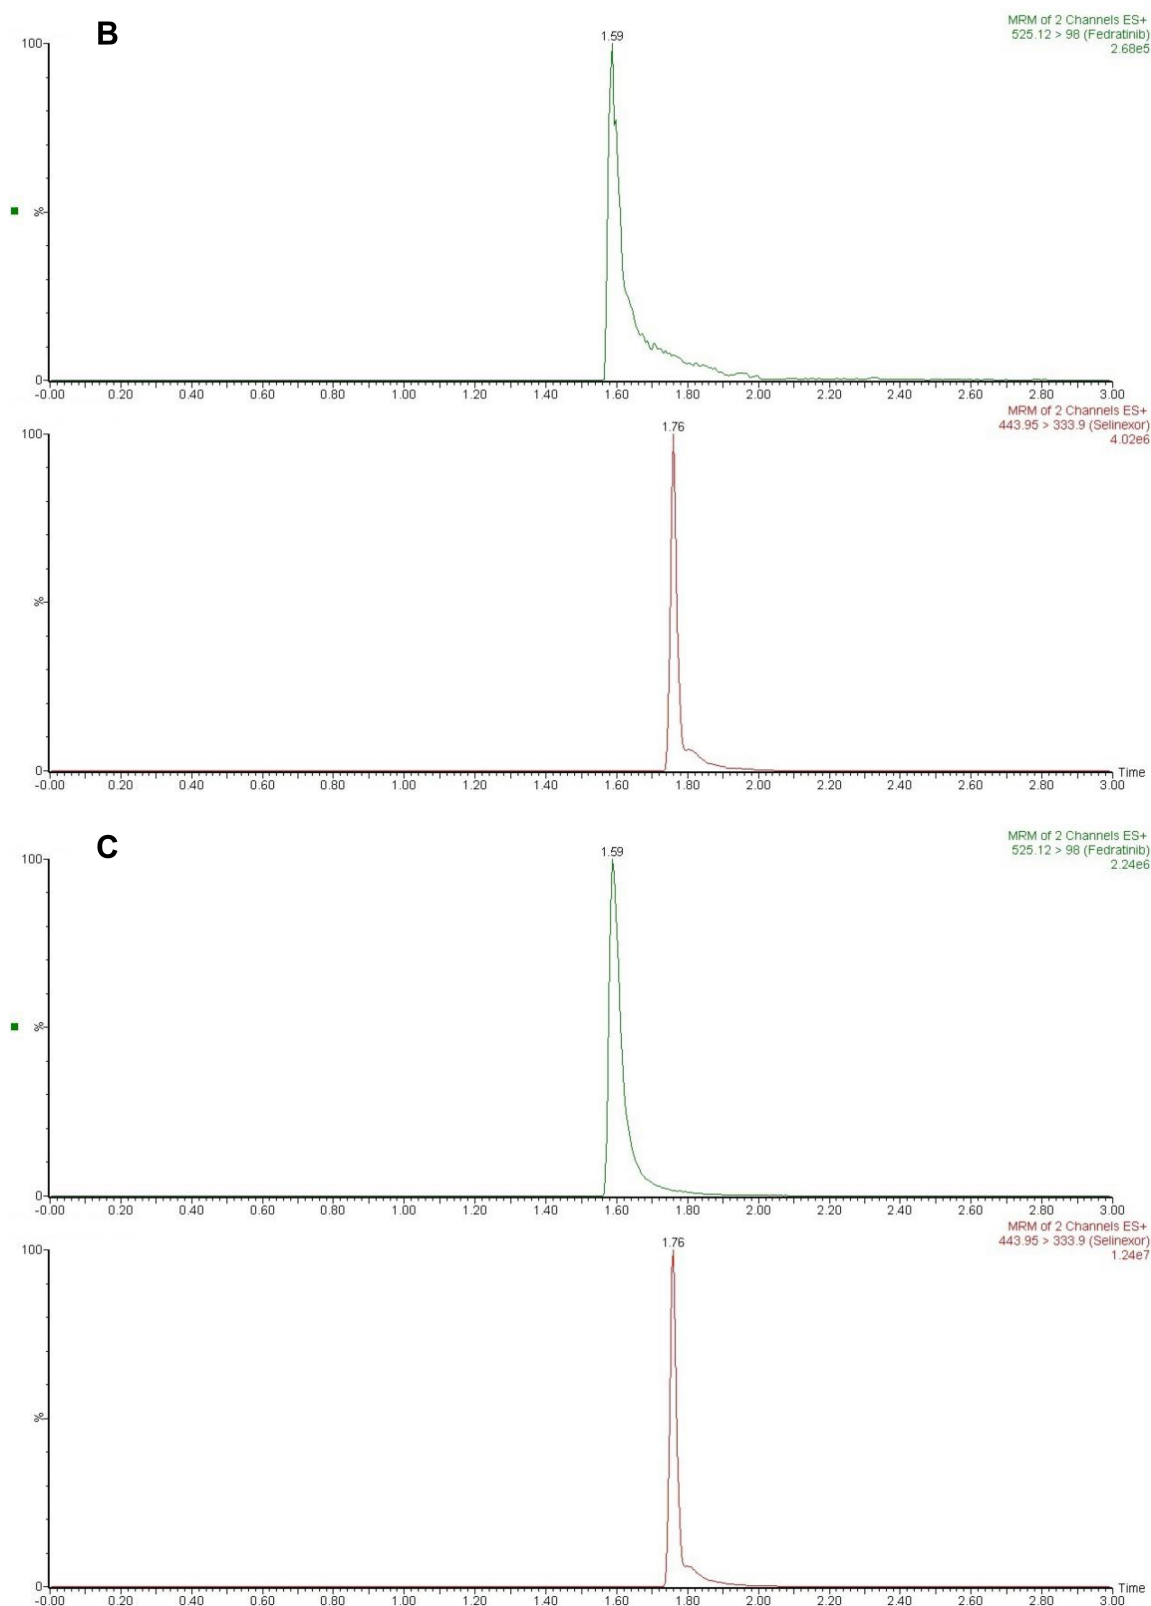 B
MRM of 2 Channels ES+
525.12 > 98 (Fedratinib)
2.68e5
1.59
100
%
0
-0.00 0.20 0.40 0.60 0.80 1.00 1.20 1.40 1.60 1.80 2.00 2.20 2.40 2.60 2.80 3.00
MRM of 2 Channels ES+
443.95 > 333.9 (Selinexor)
4.02e6
1.76
100
%
0
Time
-0.00 0.20 0.40 0.60 0.80 1.00 1.20 1.40 1.60 1.80 2.00 2.20 2.40 2.60 2.80 3.00
C
MRM of 2 Channels ES+
525.12 > 98 (Fedratinib)
2.24e6
1.59
100
%
0
-0.00 0.20 0.40 0.60 0.80 1.00 1.20 1.40 1.60 1.80 2.00 2.20 2.40 2.60 2.80 3.00
MRM of 2 Channels ES+
443.95 > 333.9 (Selinexor)
1.24e7
1.76
100
%
0
Time
-0.00 0.20 0.40 0.60 0.80 1.00 1.20 1.40 1.60 1.80 2.00 2.20 2.40 2.60 2.80 3.00